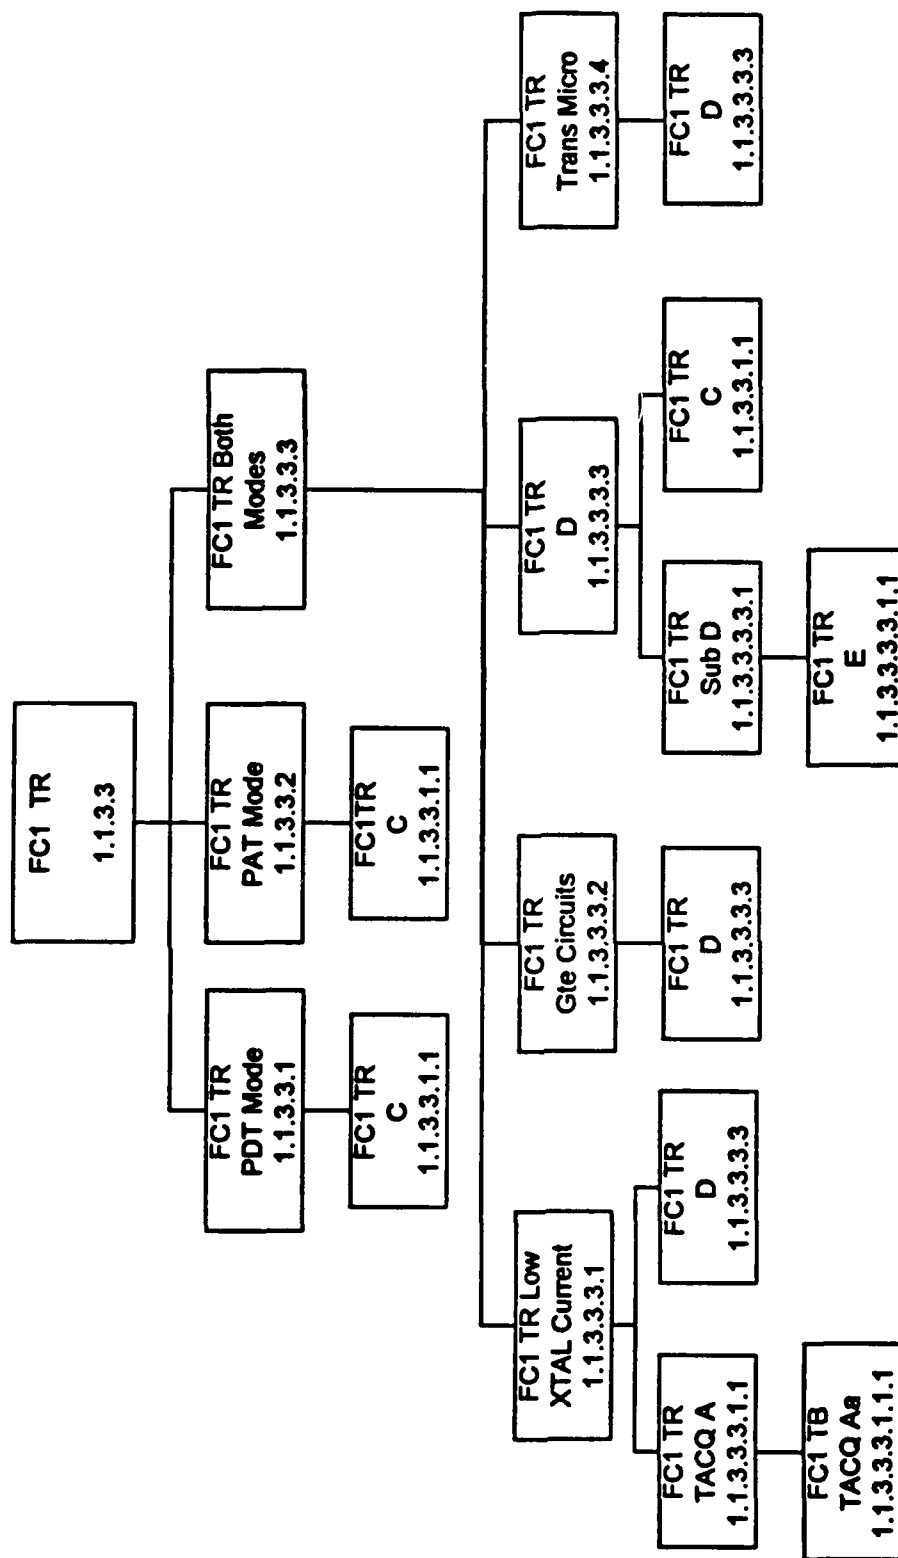 FC1 TR
1.1.3.3
FC1 TR
PDT Mode
1.1.3.3.1
FC1 TR
PAT Mode
1.1.3.3.2
FC1 TR Both
Modes
1.1.3.3.3
FC1 TR
C
1.1.3.3.1.1
FC1TR
C
1.1.3.3.1.1
FC1 TR Low
XTAL Current
1.1.3.3.3.1
FC1 TR
Gte Circuits
1.1.3.3.3.2
FC1 TR
D
1.1.3.3.3.3
FC1 TR
Trans Micro
1.1.3.3.3.4
FC1 TR
TACQ A
1.1.3.3.3.1.1
FC1 TR
D
1.1.3.3.3.3
FC1 TR
D
1.1.3.3.3.3
FC1 TR
Sub D
1.1.3.3.3.3.1
FC1 TR
C
1.1.3.3.1.1
FC1 TR
D
1.1.3.3.3.3
FC1 TB
TACQ Aa
1.1.3.3.3.1.1.1
FC1 TR
E
1.1.3.3.3.3.1.1